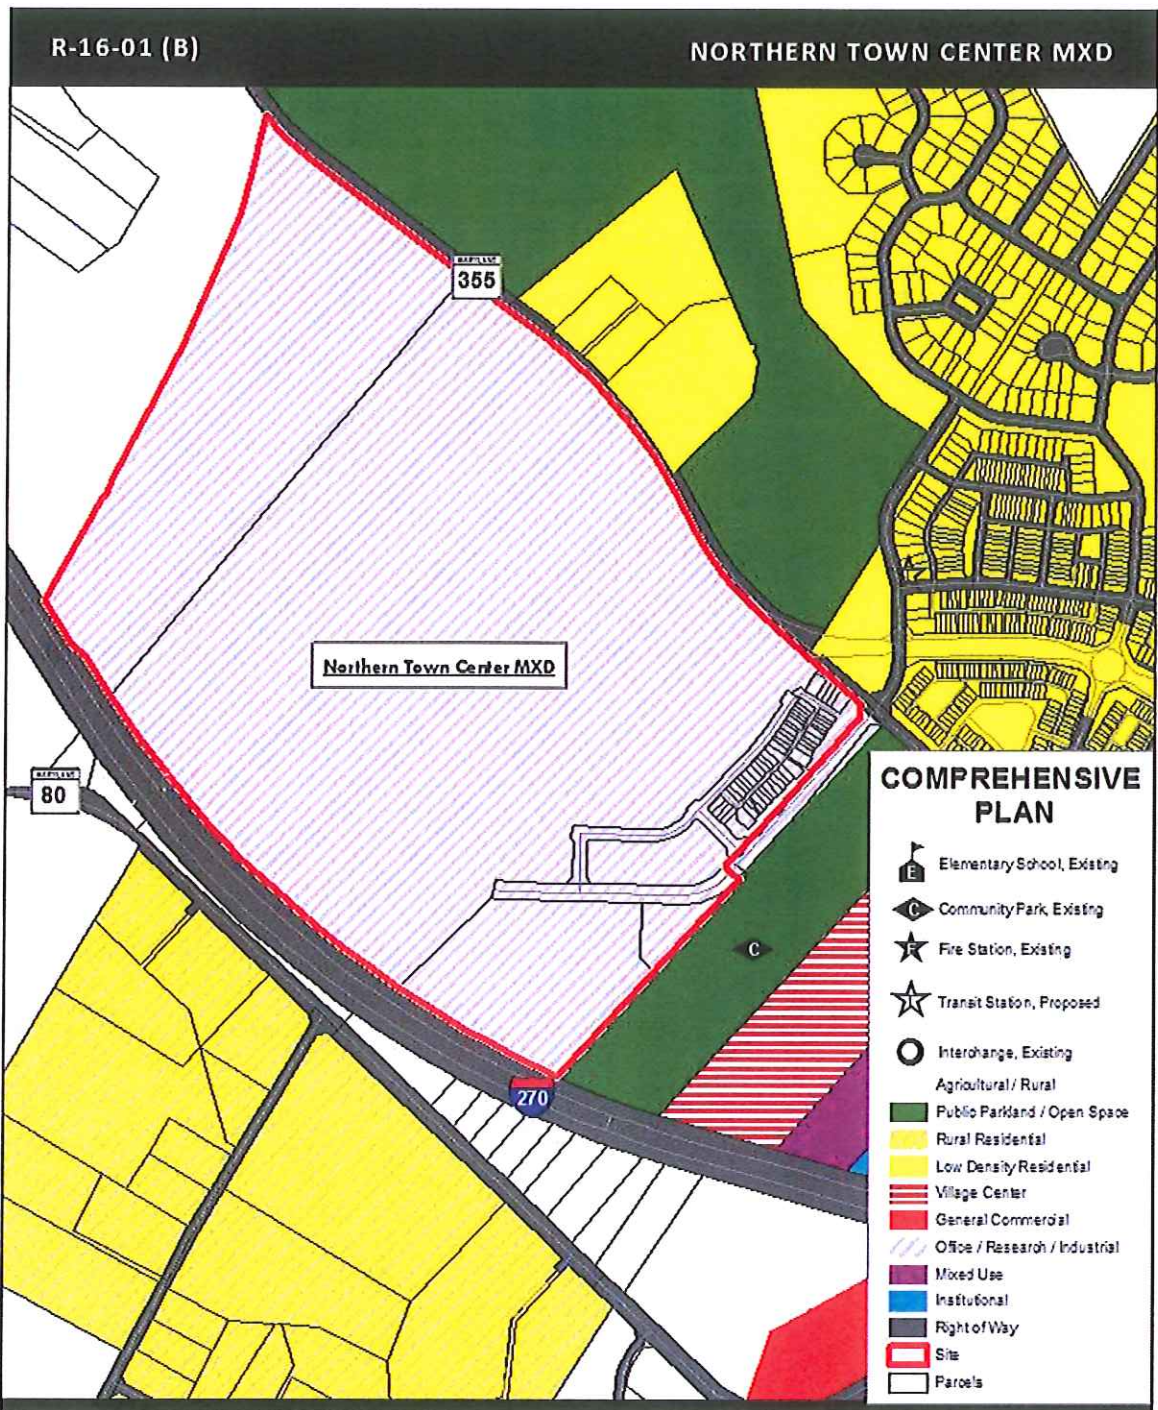 R-16-01 (B)
NORTHERN TOWN CENTER MXD
MARYLAND
355
Northern Town Center MXD
MARYLAND
80
C
270
COMPREHENSIVE
PLAN
E Elementary School, Existing
C Community Park, Existing
F Fire Station, Existing
T Transit Station, Proposed
Interchange, Existing
Agricultural / Rural
Public Parkland / Open Space
Rural Residential
Low Density Residential
Village Center
General Commercial
Office / Research / Industrial
Mixed Use
Institutional
Right of Way
Site
Parcels